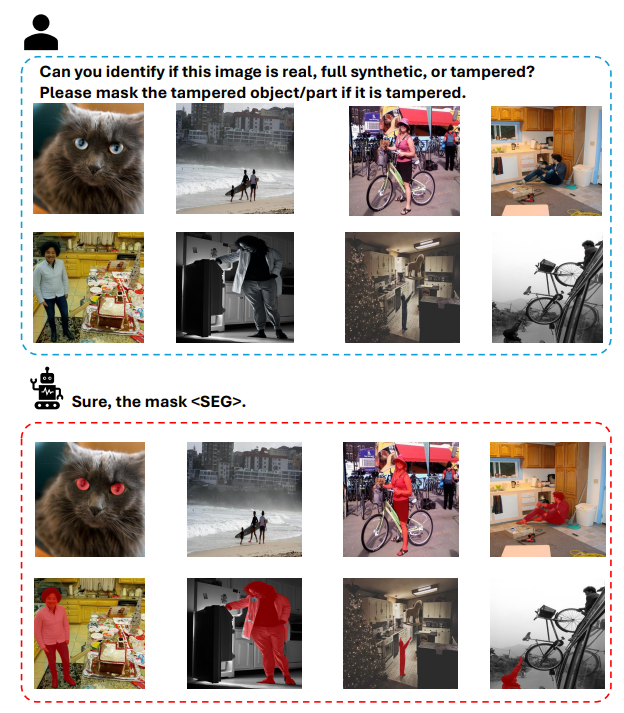 Can you identify if this image is real, full synthetic, or tampered?
Please mask the tampered object/part if it is tampered.
Sure, the mask <SEG>.